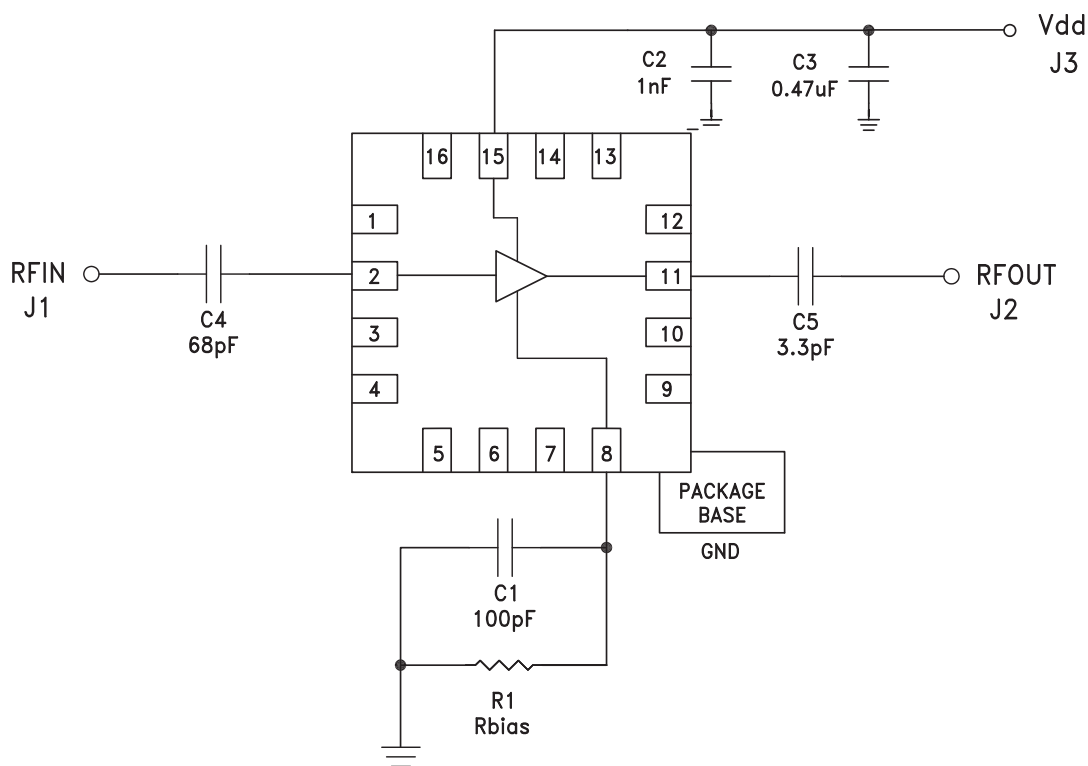 Vdd
J3
C2
1nF
C3
0.47uF
16
15
14
13
1
12
RFIN
J1
2
11
RFOUT
J2
C4
68pF
3
10
C5
3.3pF
4
9
5
6
7
8
PACKAGE
BASE
GND
C1
100pF
R1
Rbias